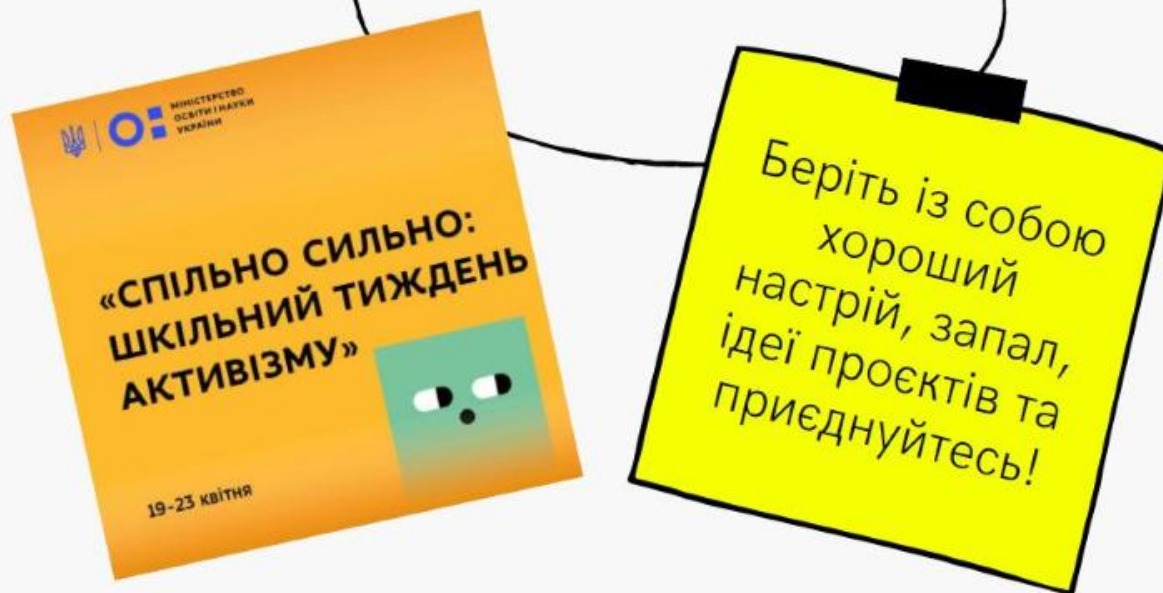 МІНІСТЕРСТВО
ОСВІТИ І НАУКИ
УКРАЇНИ
«СПІЛЬНО СИЛЬНО:
ШКІЛЬНИЙ ТИЖДЕНЬ
АКТИВІЗМУ»
19-23 КВІТНЯ
Беріть із собою
хороший
настрій, запал,
ідеї проєктів та
приєднуйтесь!